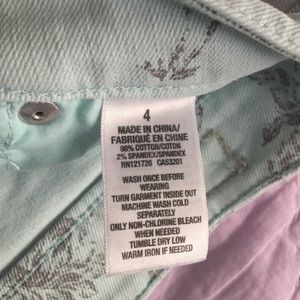 4
MADE IN CHINA/
FABRIQUÉ EN CHINE
98% COTTON/COTON
2% SPANDEX/SPANDEX
RN121726 CA53201
WASH ONCE BEFORE
WEARING
TURN GARMENT INSIDE OUT
MACHINE WASH COLD
SEPARATELY
ONLY NON-CHLORINE BLEACH
WHEN NEEDED
TUMBLE DRY LOW
WARM IRON IF NEEDED